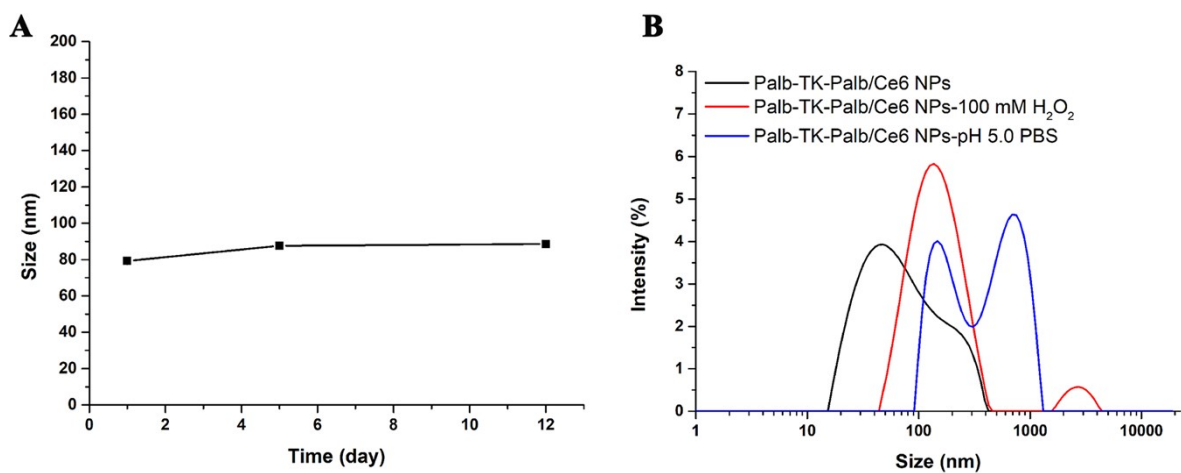 A
200
180
160
140
120
100
80
60
40
20
0
Size (nm)
0 2 4 6 8 10 12
Time (day)
B
8
7
6
5
4
3
2
1
0
Intensity (%)
Palb-TK-Palb/Ce6 NPs
Palb-TK-Palb/Ce6 NPs-100 mM H₂O₂
Palb-TK-Palb/Ce6 NPs-pH 5.0 PBS
1 10 100 1000 10000
Size (nm)